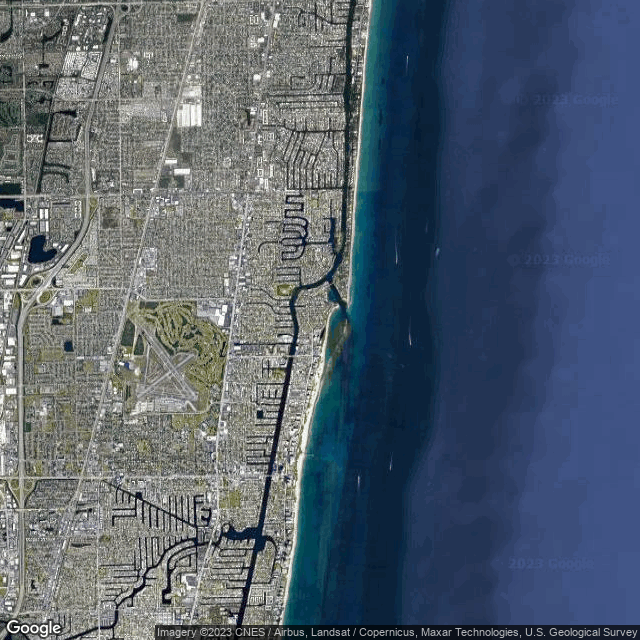 © 2023 Google
© 2023 Google
© 2023 Google
Google
Imagery ©2023 CNES / Airbus, Landsat / Copernicus, Maxar Technologies, U.S. Geological Survey